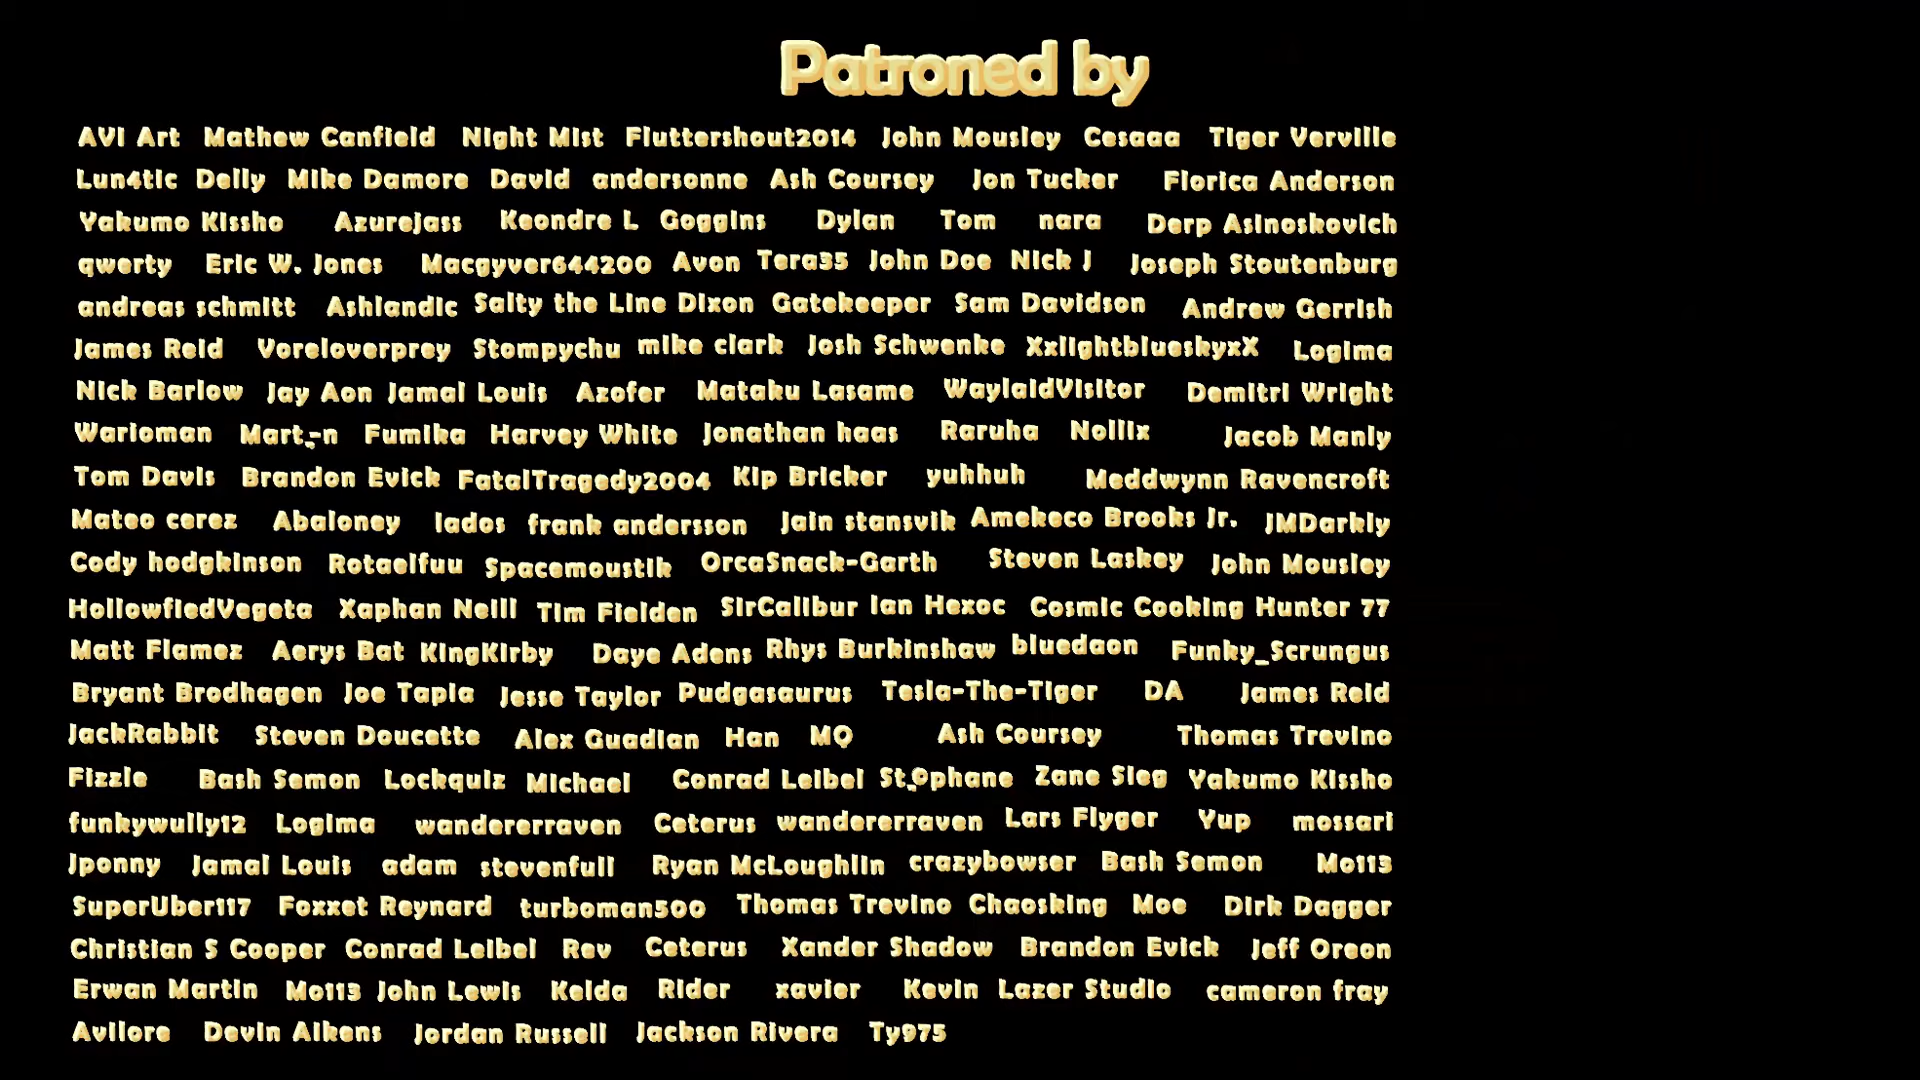 Patroned by
AVI Art Mathew Canfield Night Mist Fluttershout2014 John Mousley Cesaaa Tiger Verville
Lun4tic Delly Mike Damore David andersonne Ash Coursey Jon Tucker Florica Anderson
Yakumo Kissho Azurejass Keondre L Goggins Dylan Tom nara Derp Asinoskovich
qwerty Eric W. Jones Macgyver644200 Avon Tera35 John Doe Nick J Joseph Stoutenburg
andreas schmitt Ashlandic Salty the Line Dixon Gatekeeper Sam Davidson Andrew Gerrish
James Reid Voreloverprey Stompychu mike clark Josh Schwenke XxlightblueskyxX Logima
Nick Barlow Jay Aon Jamal Louis Azofer Mataku Lasame WaylaidVisitor Demitri Wright
Warioman Mart.-n Fumika Harvey White Jonathan haas Raruha Nollix Jacob Manly
Tom Davis Brandon Evick FatalTragedy2004 Kip Bricker yuhhuh Meddwynn Ravencroft
Mateo cerez Abaloney lados frank andersson Jain stansvik Amekeco Brooks Jr. JMDarkly
Cody hodgkinson Rotaelfuu Spacemoustik OrcaSnack-Garth Steven Laskey John Mousley
HollowfiedVegeta Xaphan Neill Tim Fielden SirCalibur Ian Hexoc Cosmic Cooking Hunter 77
Matt Flamez Aerys Bat KingKirby Daye Adens Rhys Burkinshaw bluedaon Funky_Scrungus
Bryant Brodhagen Joe Tapia Jesse Taylor Pudgasaurus Tesla-The-Tiger DA James Reid
JackRabbit Steven Doucette Alex Guadian Han MQ Ash Coursey Thomas Trevino
Fizzle Bash Semon Lockquiz Michael Conrad Leibel St.©phane Zane Sieg Yakumo Kissho
funkywully12 Logima wandererraven Ceterus wandererraven Lars Flyger Yup mossari
Jponny Jamal Louis adam stevenfull Ryan McLoughlin crazybowser Bash Semon Mo113
SuperUber117 Foxxet Reynard turboman500 Thomas Trevino Chaosking Moe Dirk Dagger
Christian S Cooper Conrad Leibel Rev Ceterus Xander Shadow Brandon Evick Jeff Oreon
Erwan Martin Mo113 John Lewis Kelda Rider xavier Kevin Lazer Studio cameron fray
Avilore Devin Aikens Jordan Russell Jackson Rivera Ty975